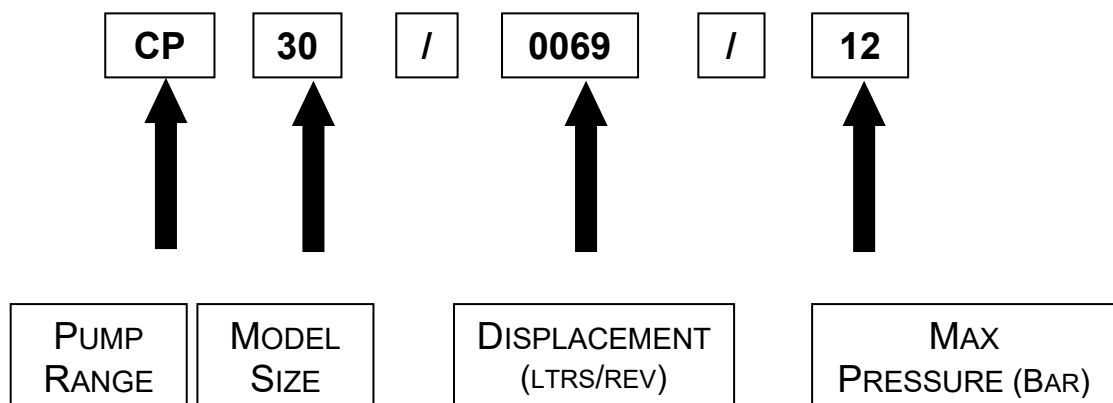 CP 30 / 0069 / 12
PUMP RANGE
MODEL SIZE
DISPLACEMENT (LTRS/REV)
MAX PRESSURE (BAR)